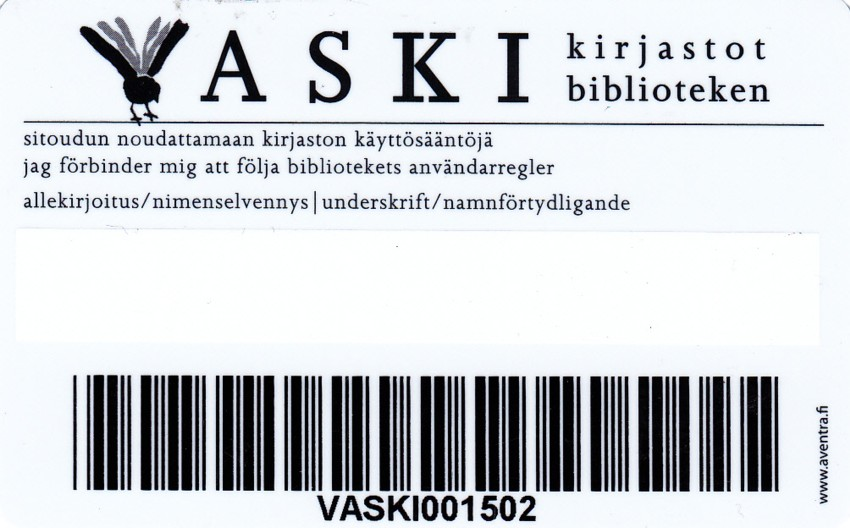 VASKI kirjastot
biblioteken
sitoudun noudattamaan kirjaston käyttösääntöjä
jag förbinder mig att följa bibliotekets användarregler
allekirjoitus/nimenselvennys|underskrift/namnförtydligande
VASKI001502
www.aventra.fi